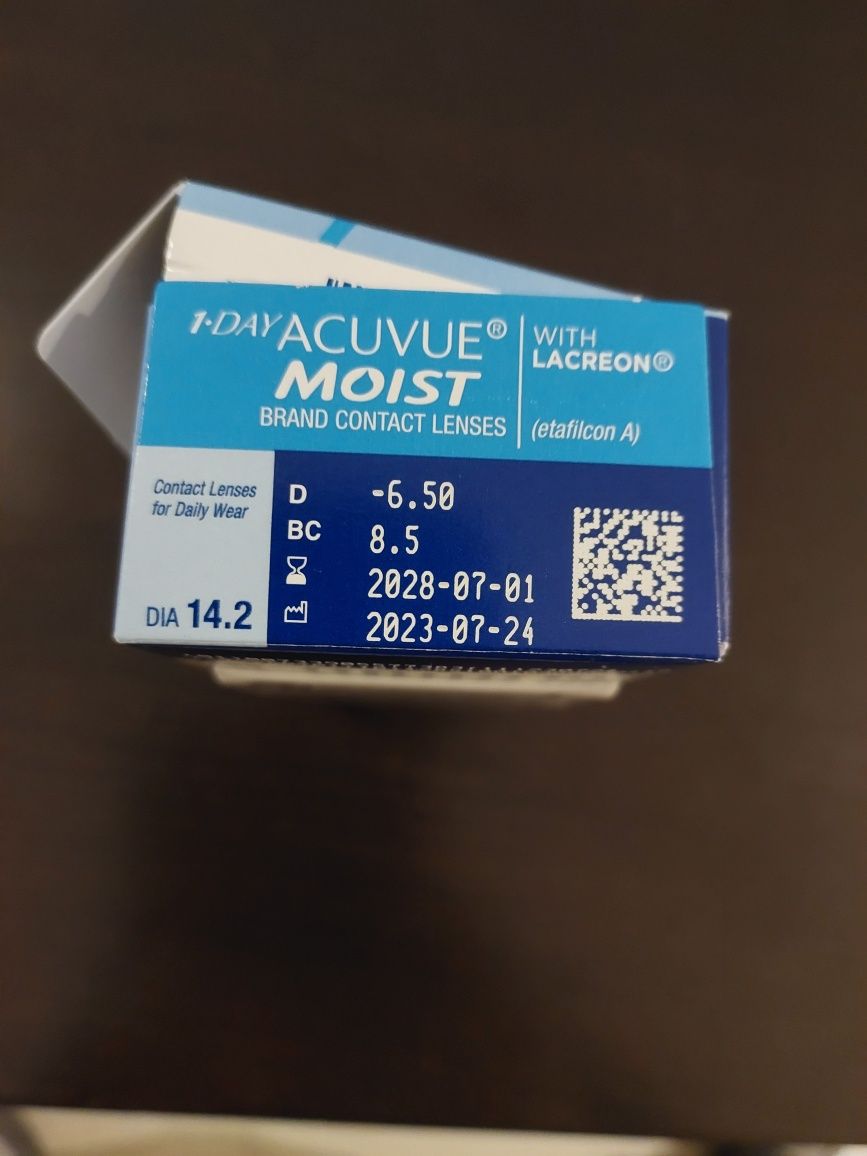 1·DAY ACUVUE® MOIST
BRAND CONTACT LENSES
WITH
LACREON®
(etafilcon A)
Contact Lenses
for Daily Wear
DIA 14.2
D -6.50
BC 8.5
2028-07-01
2023-07-24